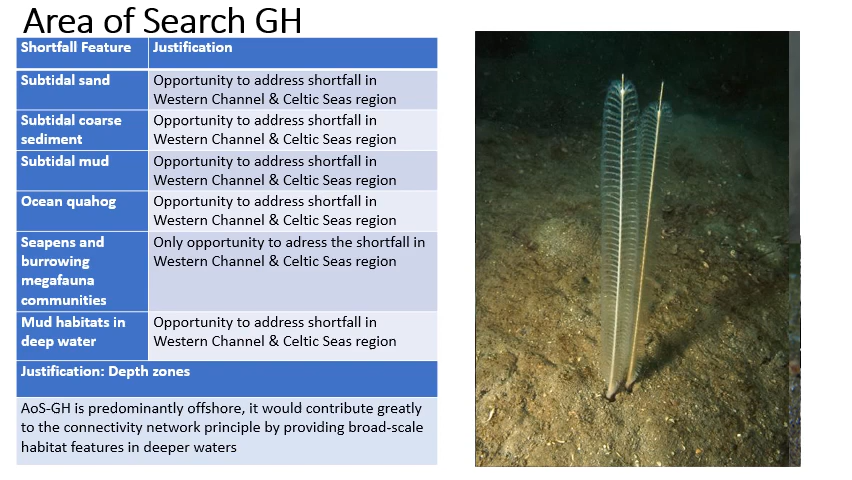 Area of Search GH
Shortfall Feature Justification
Subtidal sand Opportunity to address shortfall in
Western Channel & Celtic Seas region
Subtidal coarse Opportunity to address shortfall in
sediment Western Channel & Celtic Seas region
Subtidal mud Opportunity to address shortfall in
Western Channel & Celtic Seas region
Ocean quahog Opportunity to address shortfall in
Western Channel & Celtic Seas region
Seapens and Only opportunity to adress the shortfall in
burrowing Western Channel & Celtic Seas region
megafauna
communities
Mud habitats in Opportunity to address shortfall in
deep water Western Channel & Celtic Seas region
Justification: Depth zones
AoS-GH is predominantly offshore, it would contribute greatly
to the connectivity network principle by providing broad-scale
habitat features in deeper waters